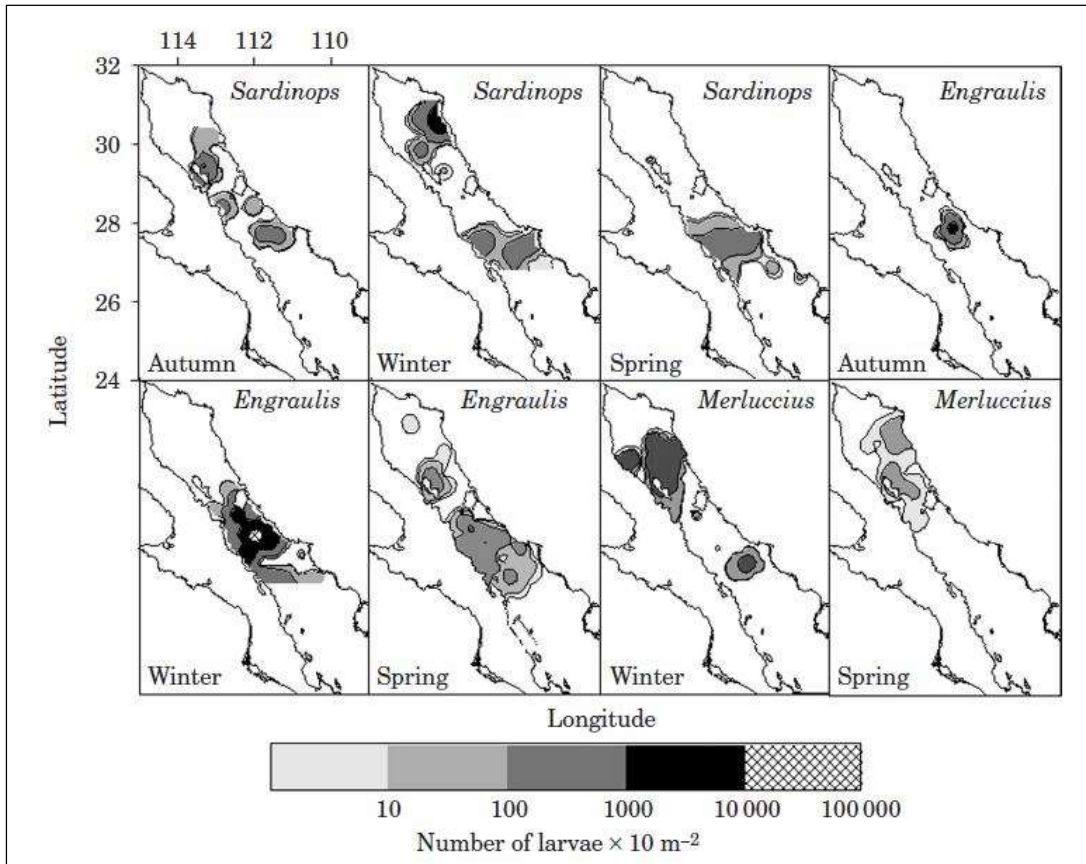 114 112 110
32
Sardinops Sardinops Sardinops Engraulis
30
28
26
Autumn Winter Spring Autumn
24
Latitude
Engraulis Engraulis Merluccius Merluccius
Winter Spring Winter Spring
Longitude
10 100 1000 10 000 100 000
Number of larvae × 10 m⁻²